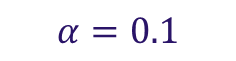 α = 0.1